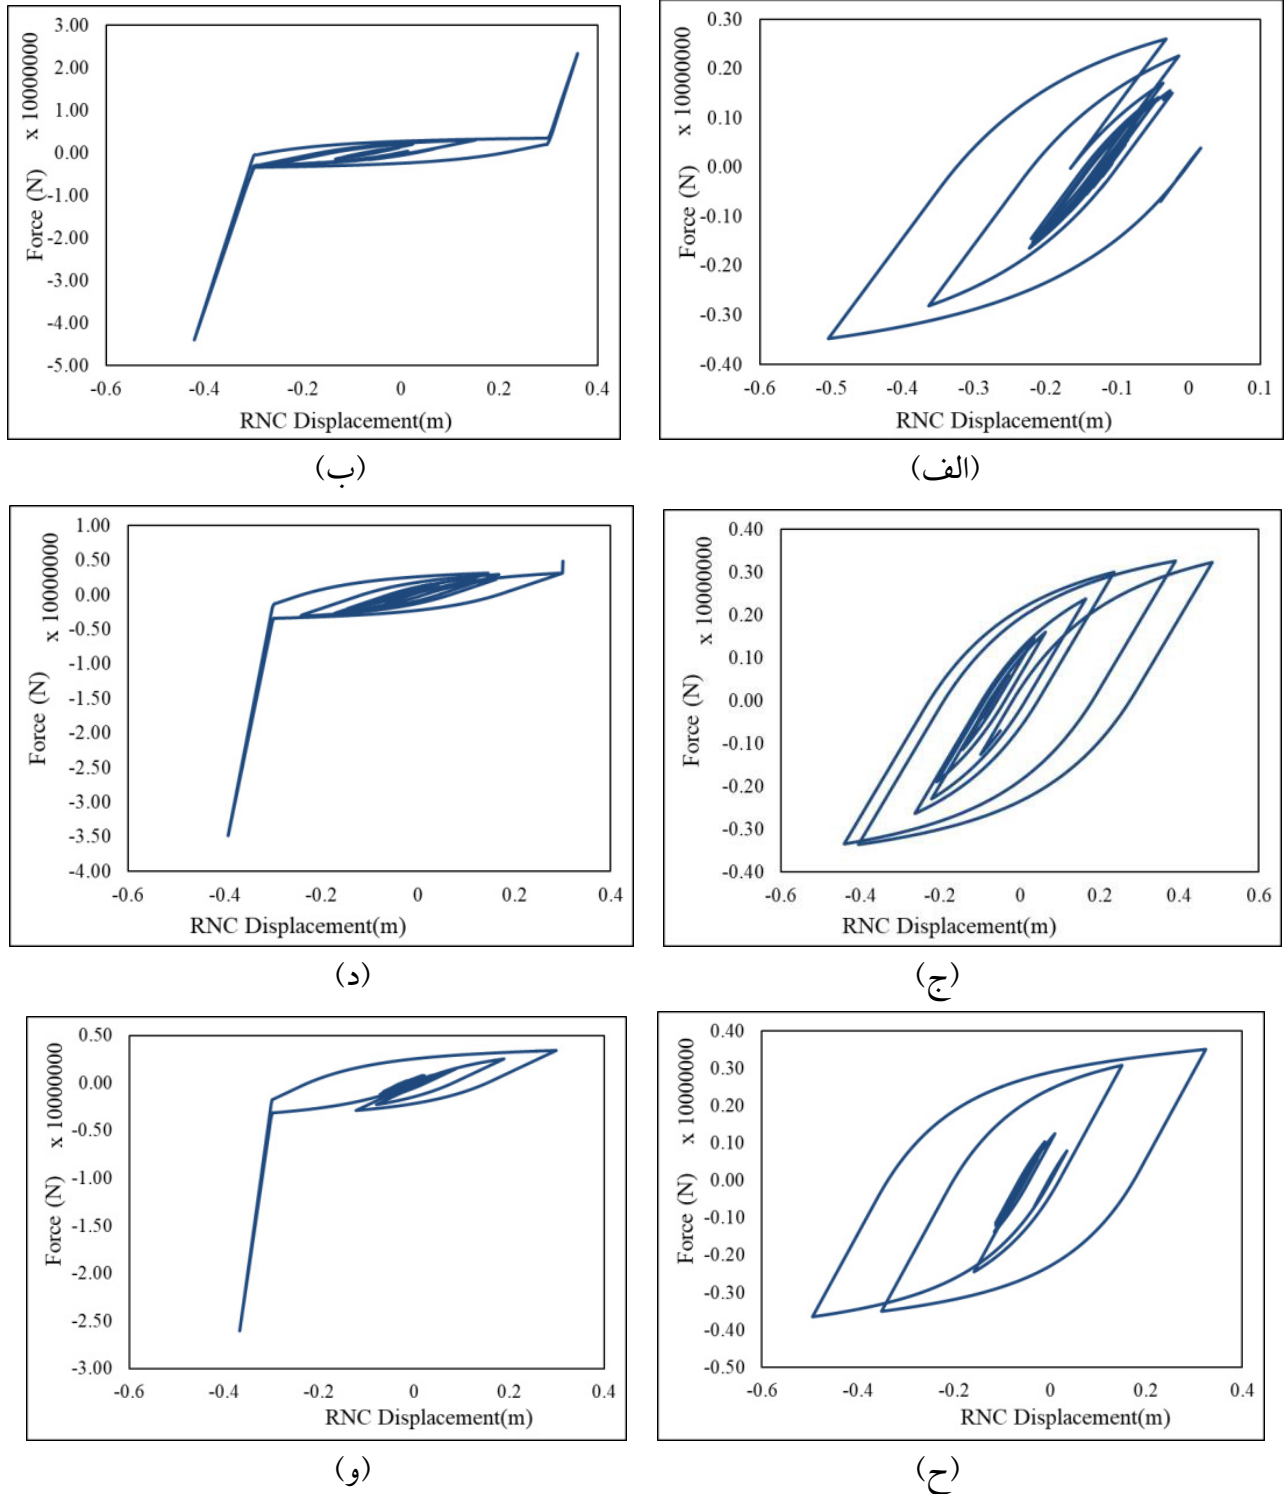 3.00
2.00
1.00
0.00
-1.00
-2.00
-3.00
-4.00
-5.00
-0.6 -0.4 -0.2 0 0.2 0.4
Force (N) x 10000000
RNC Displacement(m)
(ب)
0.30
0.20
0.10
0.00
-0.10
-0.20
-0.30
-0.40
-0.6 -0.5 -0.4 -0.3 -0.2 -0.1 0 0.1
Force (N) x 10000000
RNC Displacement(m)
(الف)
1.00
0.50
0.00
-0.50
-1.00
-1.50
-2.00
-2.50
-3.00
-3.50
-4.00
-0.6 -0.4 -0.2 0 0.2 0.4
Force (N) x 10000000
RNC Displacement(m)
(د)
0.40
0.30
0.20
0.10
0.00
-0.10
-0.20
-0.30
-0.40
-0.6 -0.4 -0.2 0 0.2 0.4 0.6
Force (N) x 10000000
RNC Displacement(m)
(ج)
0.50
0.00
-0.50
-1.00
-1.50
-2.00
-2.50
-3.00
-0.6 -0.4 -0.2 0 0.2 0.4
Force (N) x 10000000
RNC Displacement(m)
(و)
0.40
0.30
0.20
0.10
0.00
-0.10
-0.20
-0.30
-0.40
-0.50
-0.6 -0.4 -0.2 0 0.2 0.4
Force (N) x 10000000
RNC Displacement(m)
(ح)